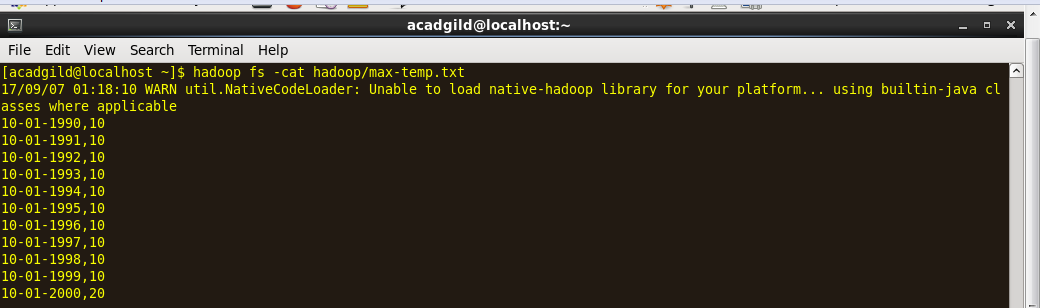 acadgild@localhost:~
File Edit View Search Terminal Help
[acadgild@localhost ~]$ hadoop fs -cat hadoop/max-temp.txt
17/09/07 01:18:10 WARN util.NativeCodeLoader: Unable to load native-hadoop library for your platform... using builtin-java cl
asses where applicable
10-01-1990,10
10-01-1991,10
10-01-1992,10
10-01-1993,10
10-01-1994,10
10-01-1995,10
10-01-1996,10
10-01-1997,10
10-01-1998,10
10-01-1999,10
10-01-2000,20